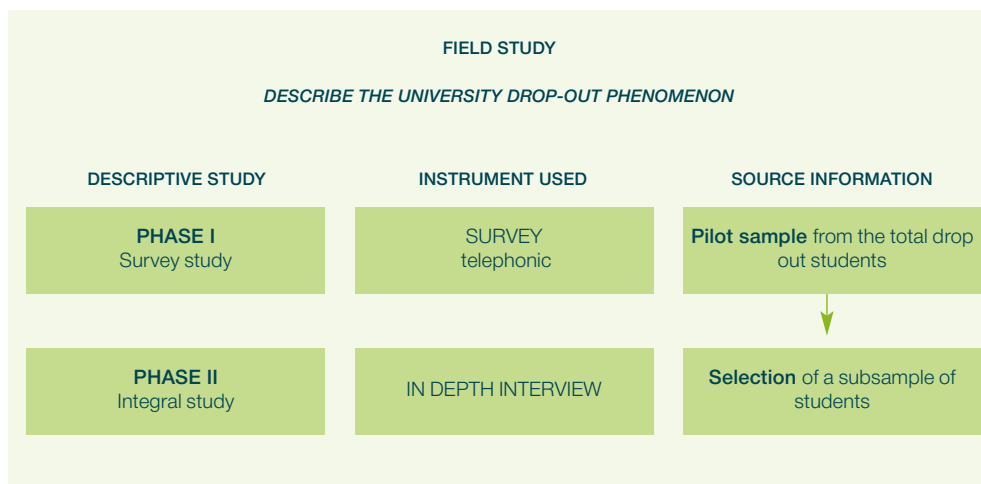 FIELD STUDY
DESCRIBE THE UNIVERSITY DROP-OUT PHENOMENON
DESCRIPTIVE STUDY
INSTRUMENT USED
SOURCE INFORMATION
PHASE I
Survey study
SURVEY
telephonic
Pilot sample from the total drop
out students
PHASE II
Integral study
IN DEPTH INTERVIEW
Selection of a subsample of
students